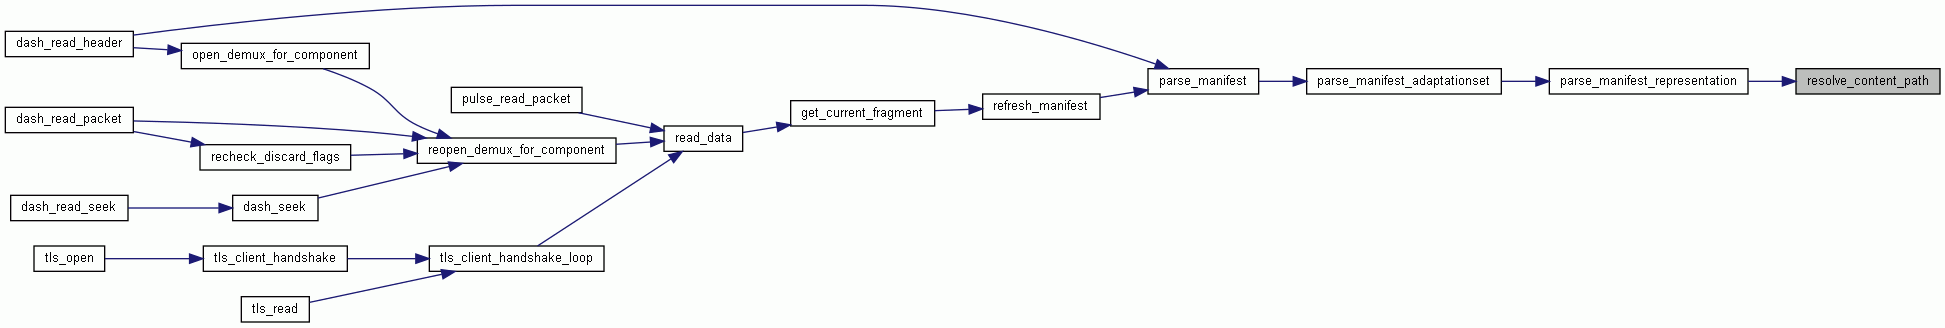 dash_read_header
open_demux_for_component
parse_manifest
parse_manifest_adaptationset
parse_manifest_representation
resolve_content_path
pulse_read_packet
refresh_manifest
get_current_fragment
dash_read_packet
read_data
reopen_demux_for_component
recheck_discard_flags
dash_read_seek
dash_seek
tls_open
tls_client_handshake
tls_client_handshake_loop
tls_read